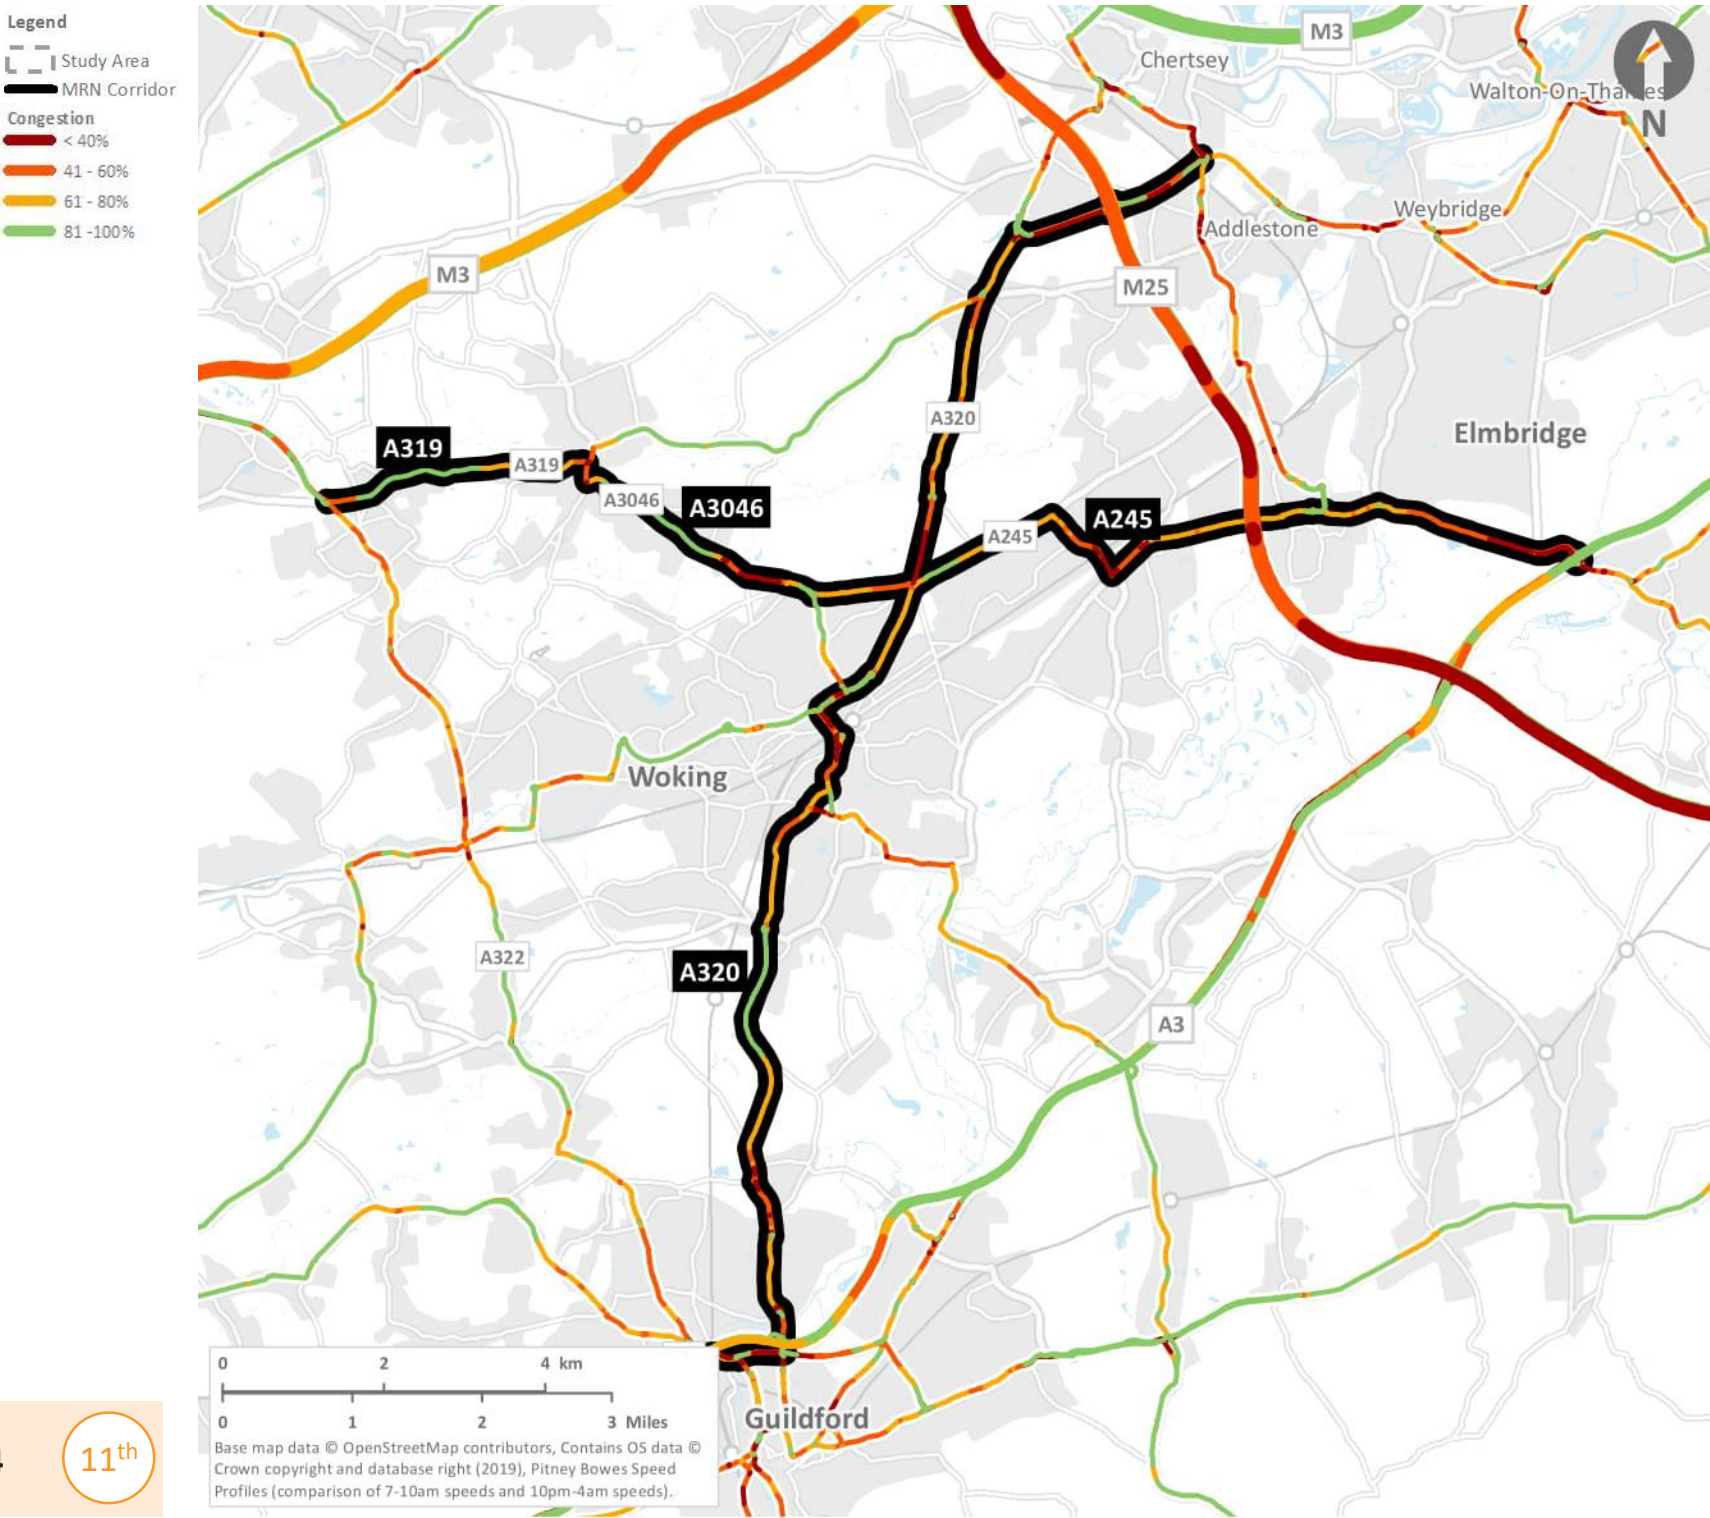 Legend
Study Area
MRN Corridor
Congestion
< 40%
41 - 60%
61 - 80%
81 -100%
M3
Chertsey
Walton-On-Thames
N
Weybridge
Addlestone
M3
M25
A320
Elmbridge
A319
A319
A3046
A3046
A245
A245
Woking
A322
A320
A3
0 2 4 km
0 1 2 3 Miles
Guildford
Base map data © OpenStreetMap contributors, Contains OS data ©
Crown copyright and database right (2019), Pitney Bowes Speed
Profiles (comparison of 7-10am speeds and 10pm-4am speeds).
11th